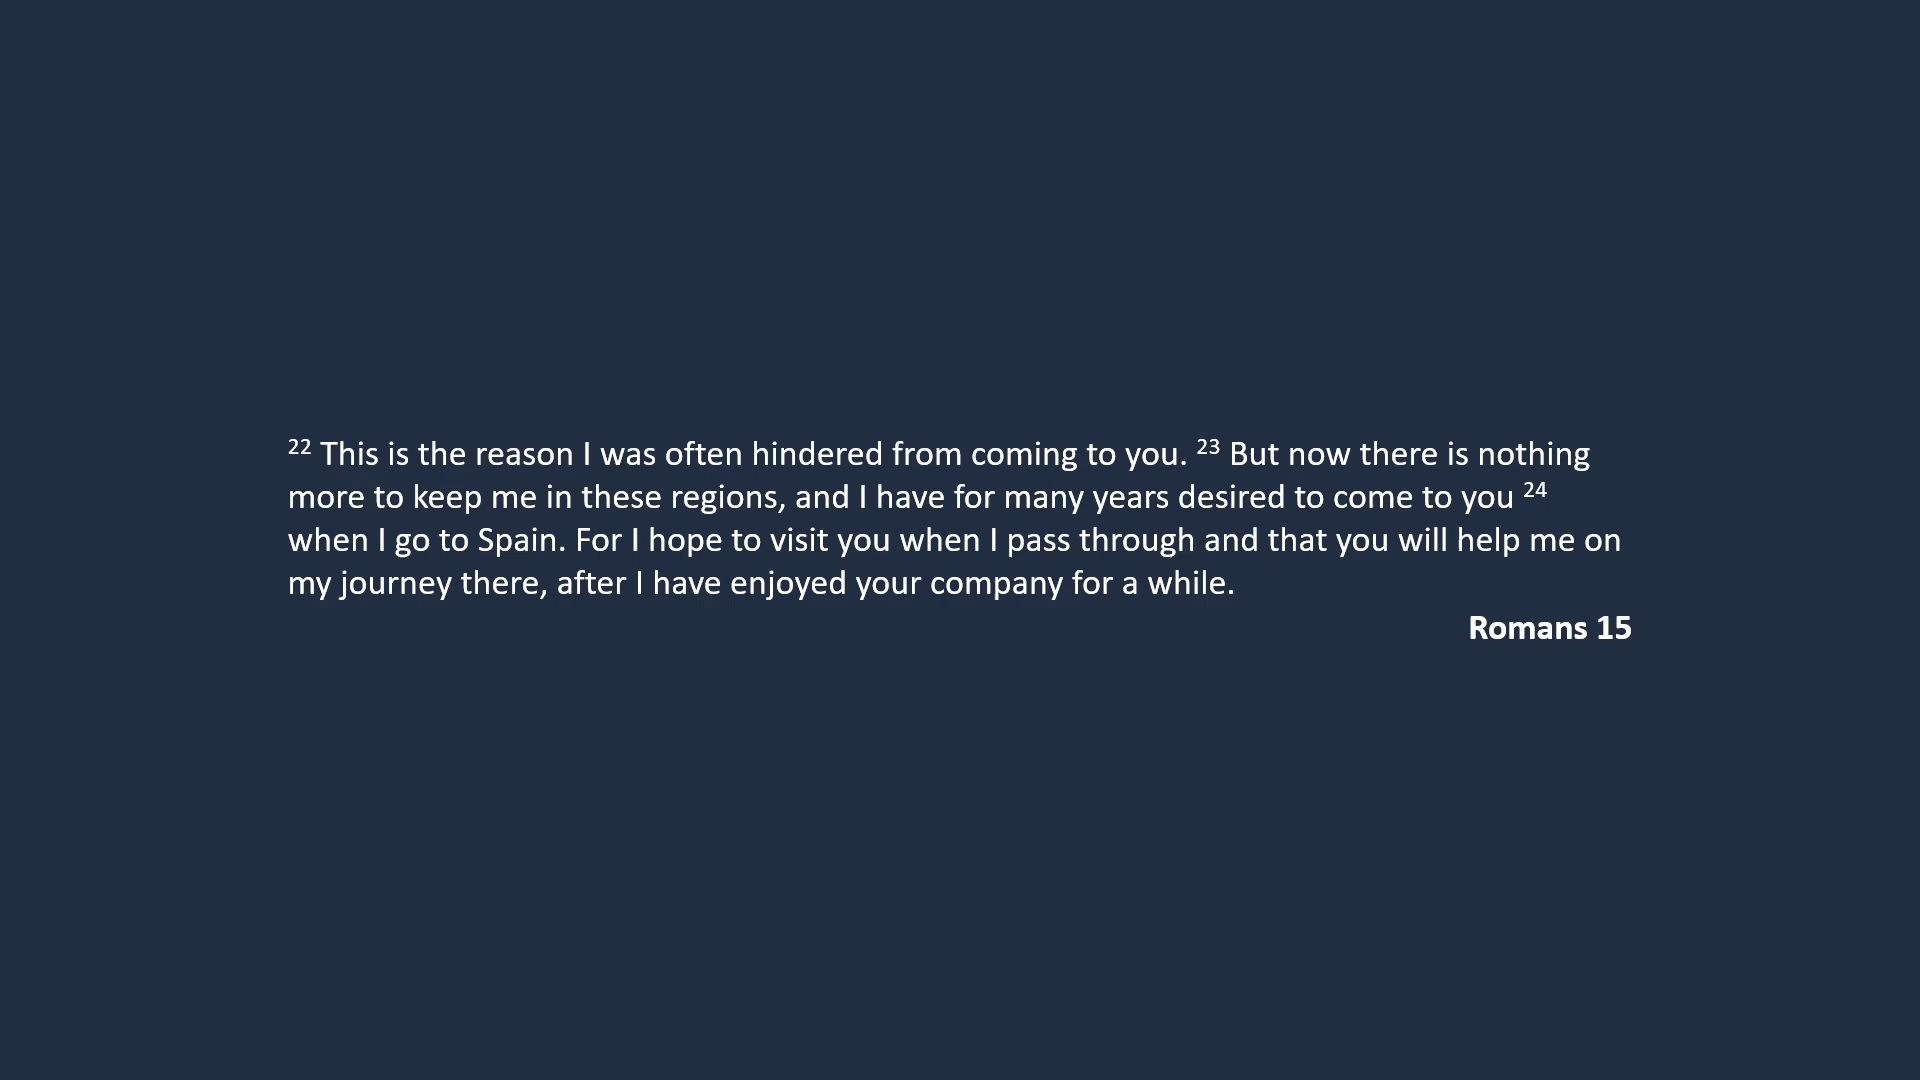 22 This is the reason I was often hindered from coming to you. 23 But now there is nothing
more to keep me in these regions, and I have for many years desired to come to you 24
when I go to Spain. For I hope to visit you when I pass through and that you will help me on
my journey there, after I have enjoyed your company for a while.
Romans 15